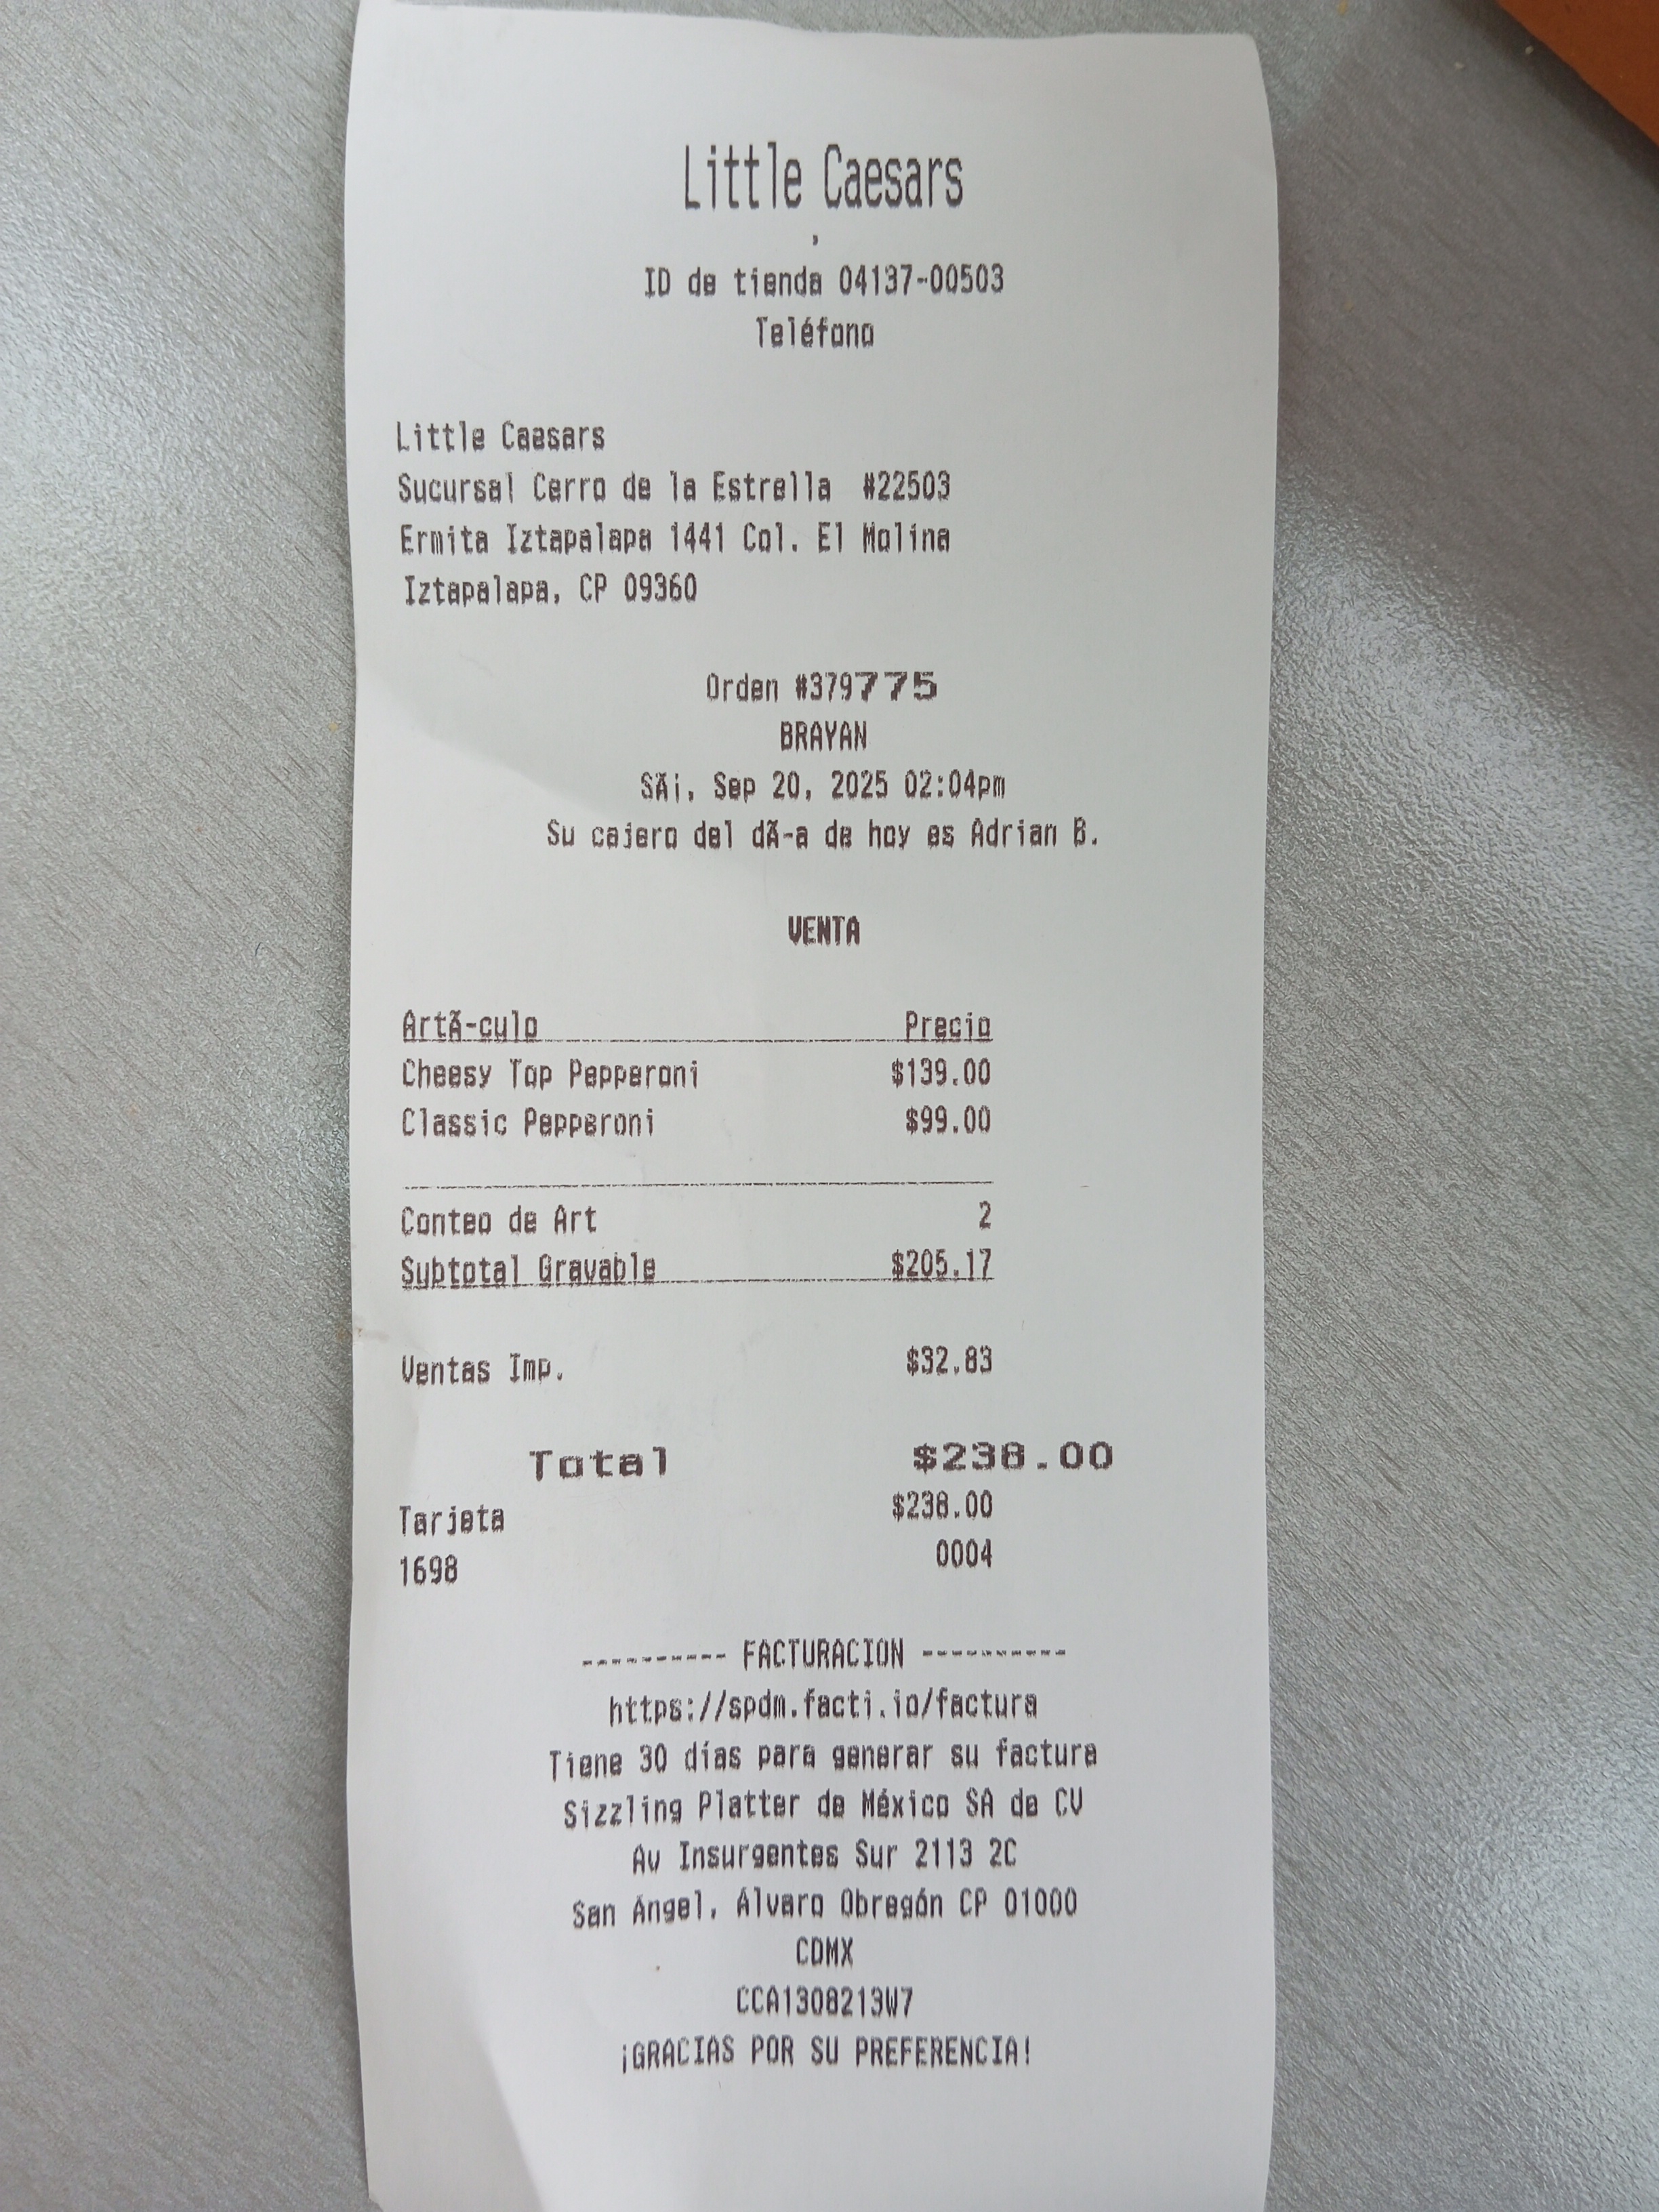 Little Caesars
,
ID de tienda 04137-00503
Teléfono
Little Caesars
Sucursal Cerro de la Estrella #22503
Ermita Iztapalapa 1441 Col. El Molino
Iztapalapa, CP 09360
Orden #379775
BRAYAN
SÃ¡, Sep 20, 2025 02:04pm
Su cajero del dÃ-a de hoy es Adrian B.
VENTA
ArtÃ-culo Precio
Cheesy Top Pepperoni $139.00
Classic Pepperoni $99.00
Conteo de Art 2
Subtotal Gravable $205.17
Ventas Imp. $32.83
Total $238.00
Tarjeta $238.00
1698 0004
---------- FACTURACION ----------
https://spdm.facti.io/factura
Tiene 30 días para generar su factura
Sizzling Platter de México SA de CV
Av Insurgentes Sur 2113 2C
San Ángel, Álvaro Obregón CP 01000
CDMX
CCA1308213W7
¡GRACIAS POR SU PREFERENCIA!